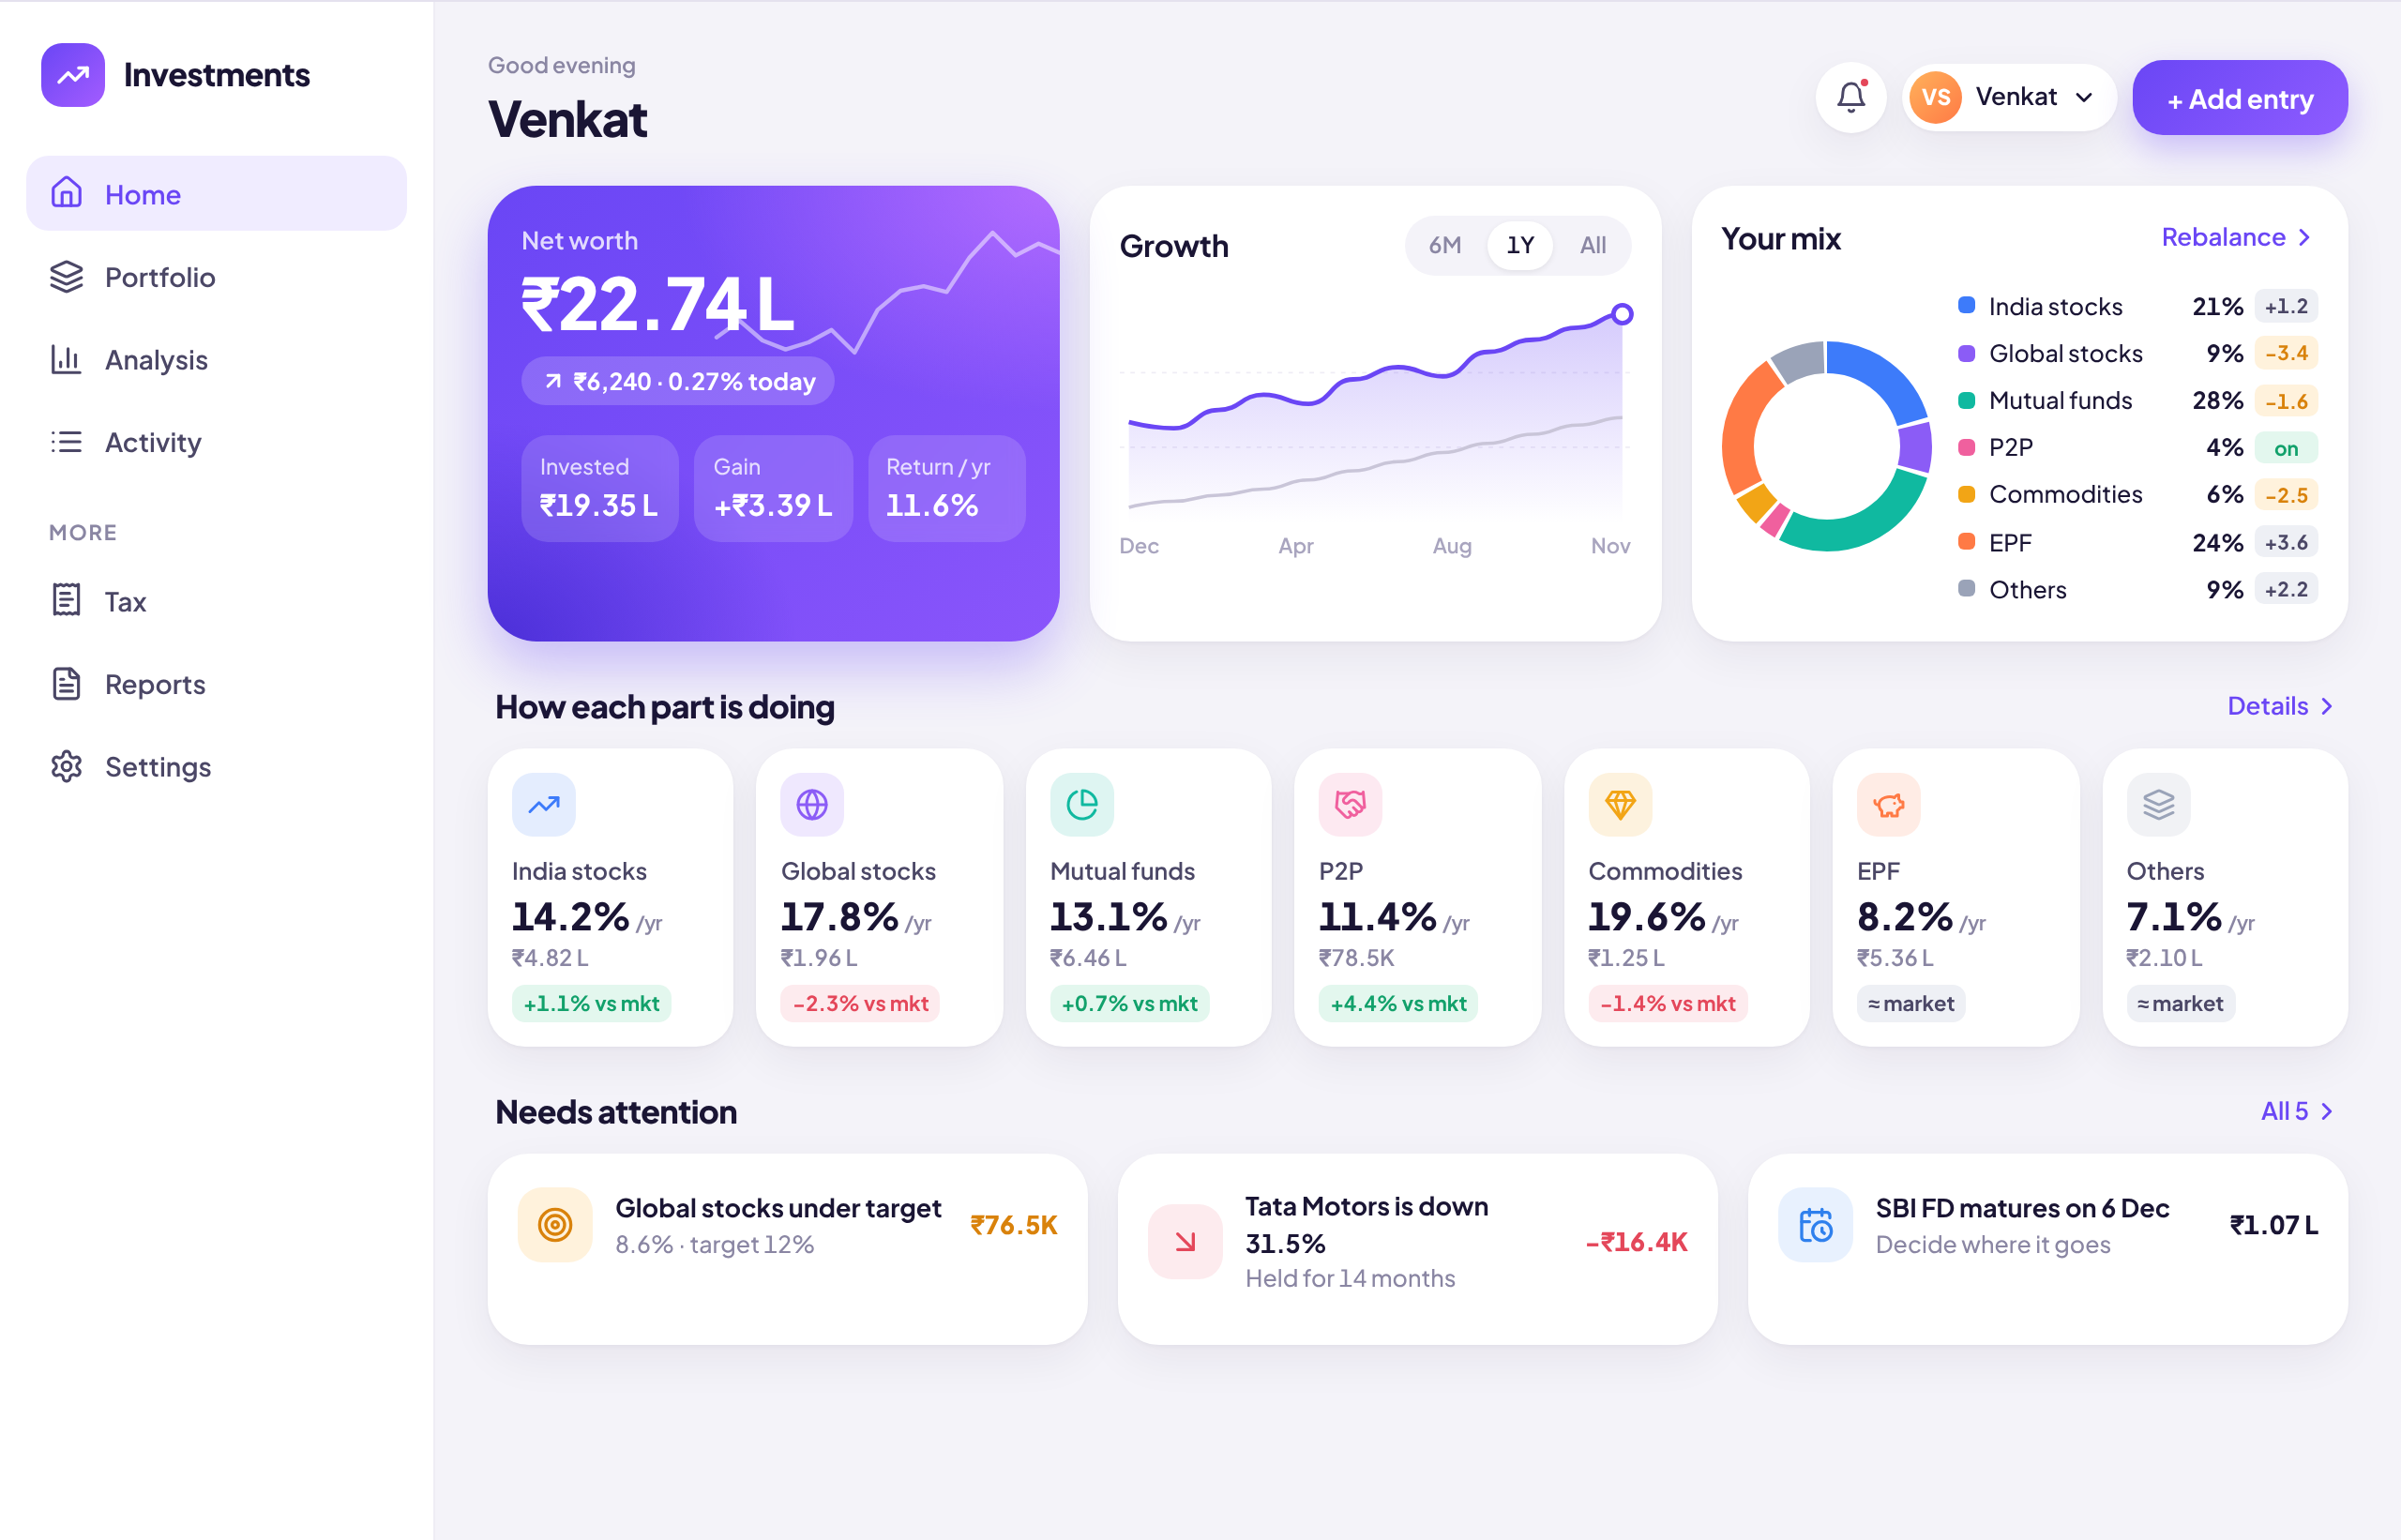 Investments
Home
Portfolio
Analysis
Activity
MORE
Tax
Reports
Settings
Good evening
Venkat
VS Venkat
+ Add entry
Net worth
₹22.74 L
₹6,240 · 0.27% today
Invested
₹19.35 L
Gain
+₹3.39 L
Return / yr
11.6%
Growth
6M 1Y All
Dec Apr Aug Nov
Your mix
Rebalance
India stocks 21% +1.2
Global stocks 9% −3.4
Mutual funds 28% −1.6
P2P 4% on
Commodities 6% −2.5
EPF 24% +3.6
Others 9% +2.2
How each part is doing
Details
India stocks
14.2% /yr
₹4.82 L
+1.1% vs mkt
Global stocks
17.8% /yr
₹1.96 L
−2.3% vs mkt
Mutual funds
13.1% /yr
₹6.46 L
+0.7% vs mkt
P2P
11.4% /yr
₹78.5K
+4.4% vs mkt
Commodities
19.6% /yr
₹1.25 L
−1.4% vs mkt
EPF
8.2% /yr
₹5.36 L
≈ market
Others
7.1% /yr
₹2.10 L
≈ market
Needs attention
All 5
Global stocks under target
8.6% · target 12%
₹76.5K
Tata Motors is down
31.5%
Held for 14 months
−₹16.4K
SBI FD matures on 6 Dec
Decide where it goes
₹1.07 L